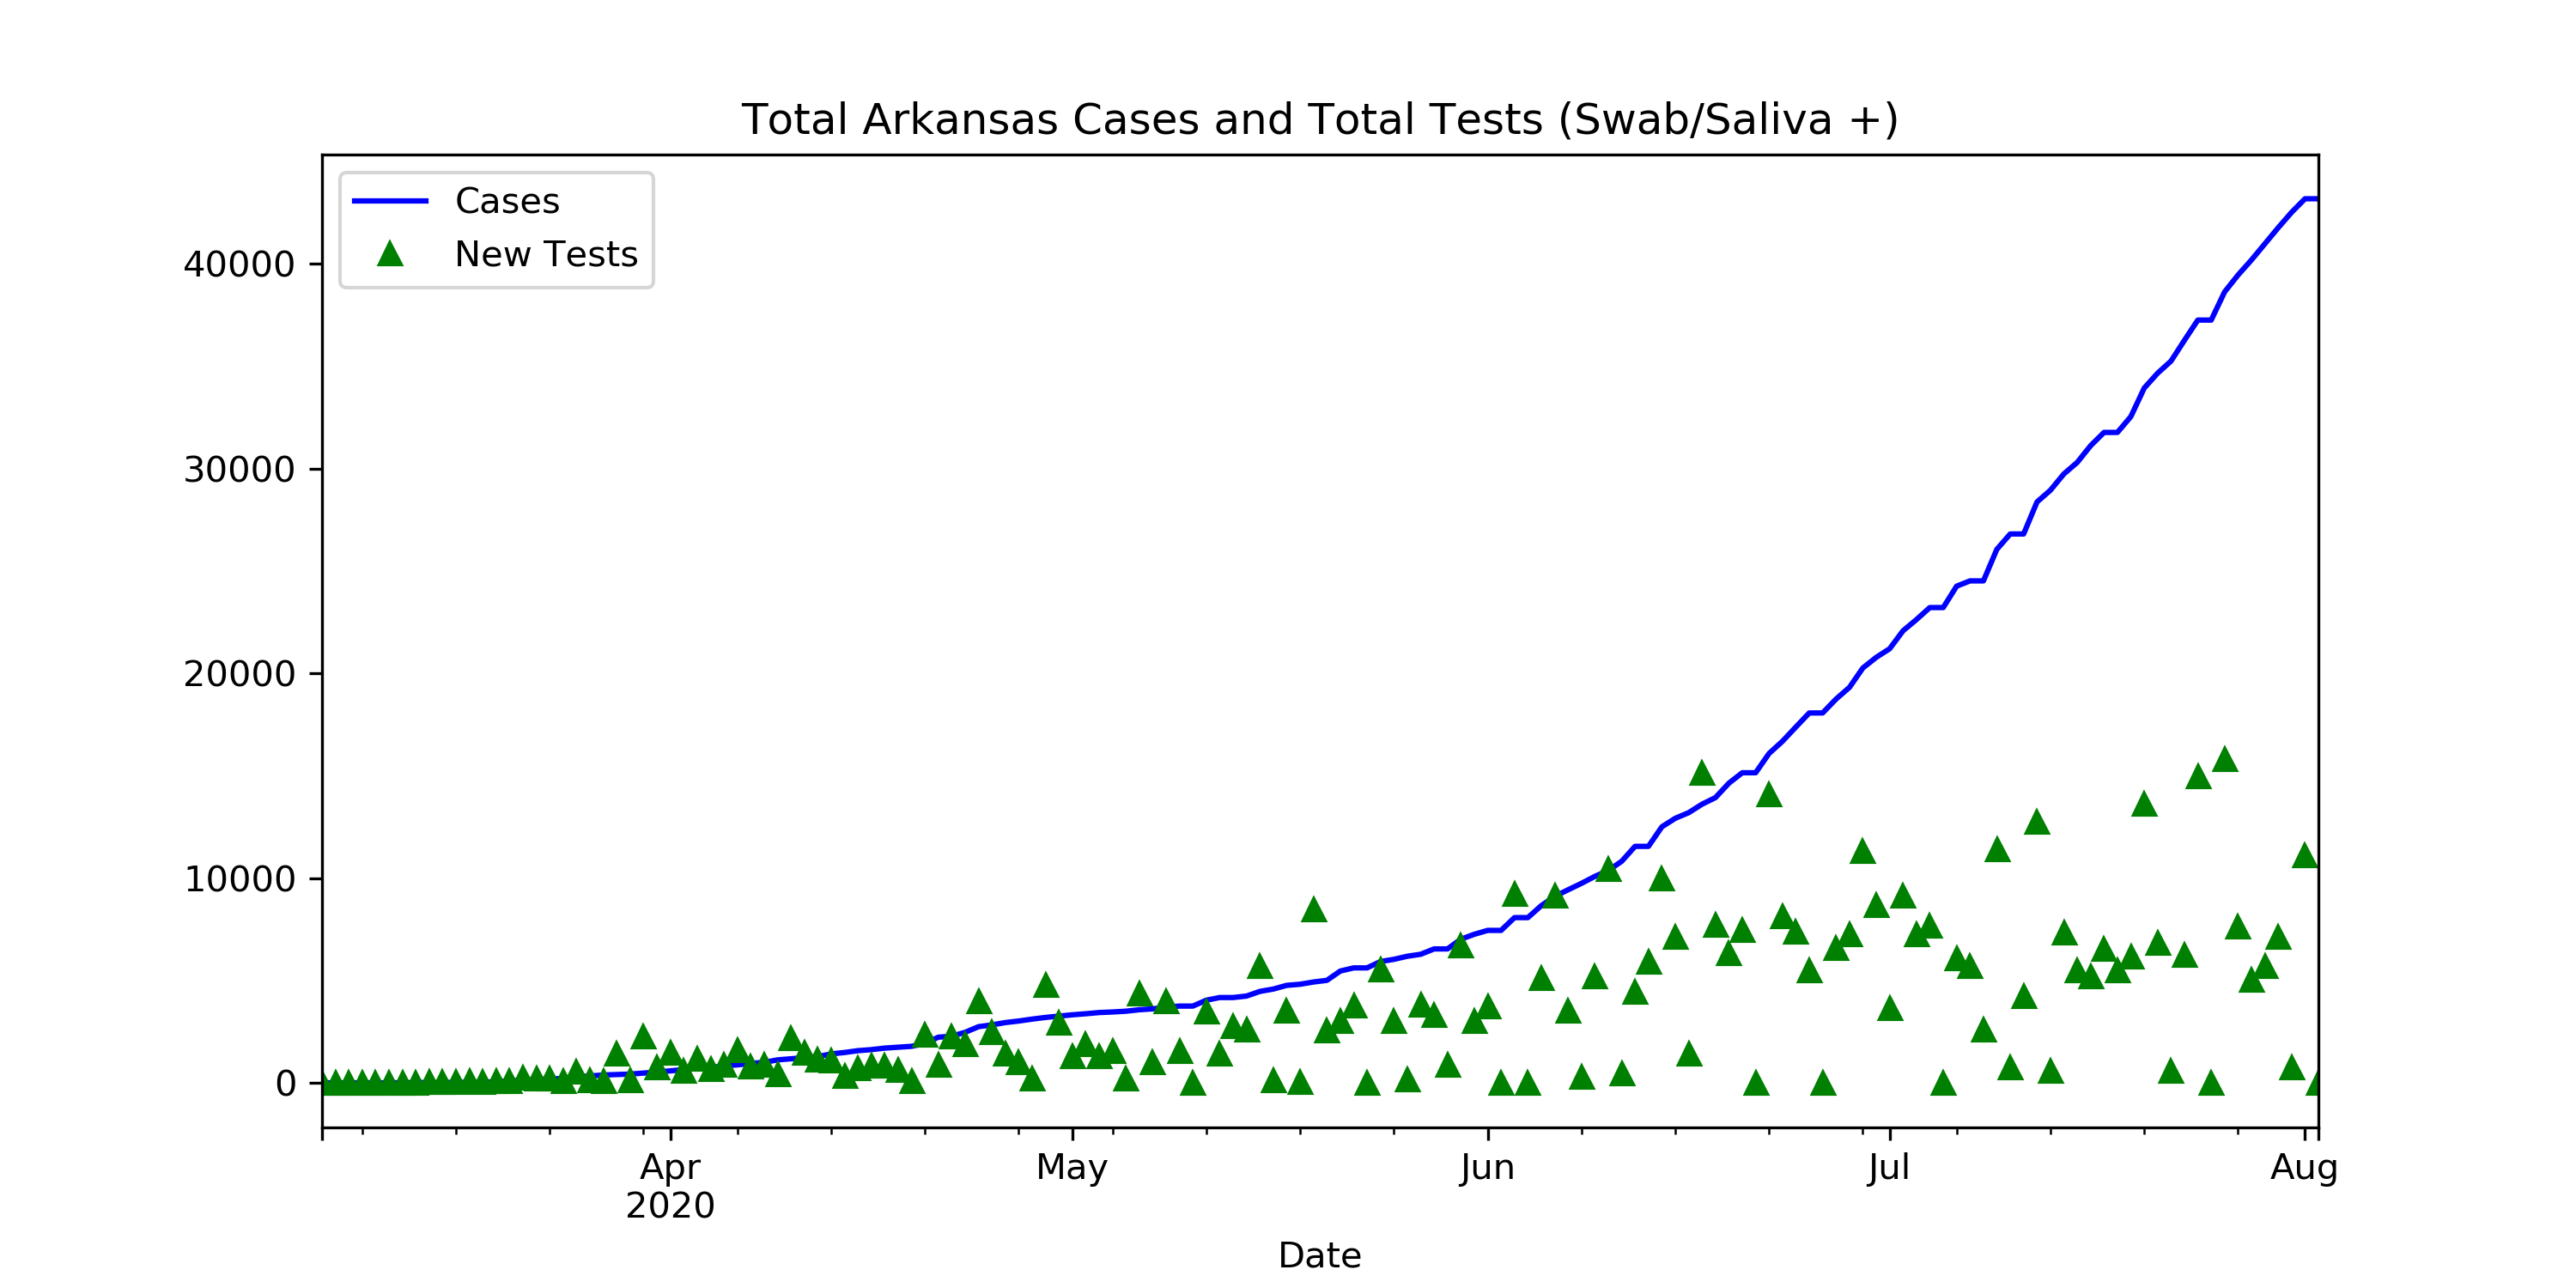 Total Arkansas Cases and Total Tests (Swab/Saliva +)
Cases
New Tests
40000
30000
20000
10000
0
Apr
2020
May
Jun
Jul
Aug
Date